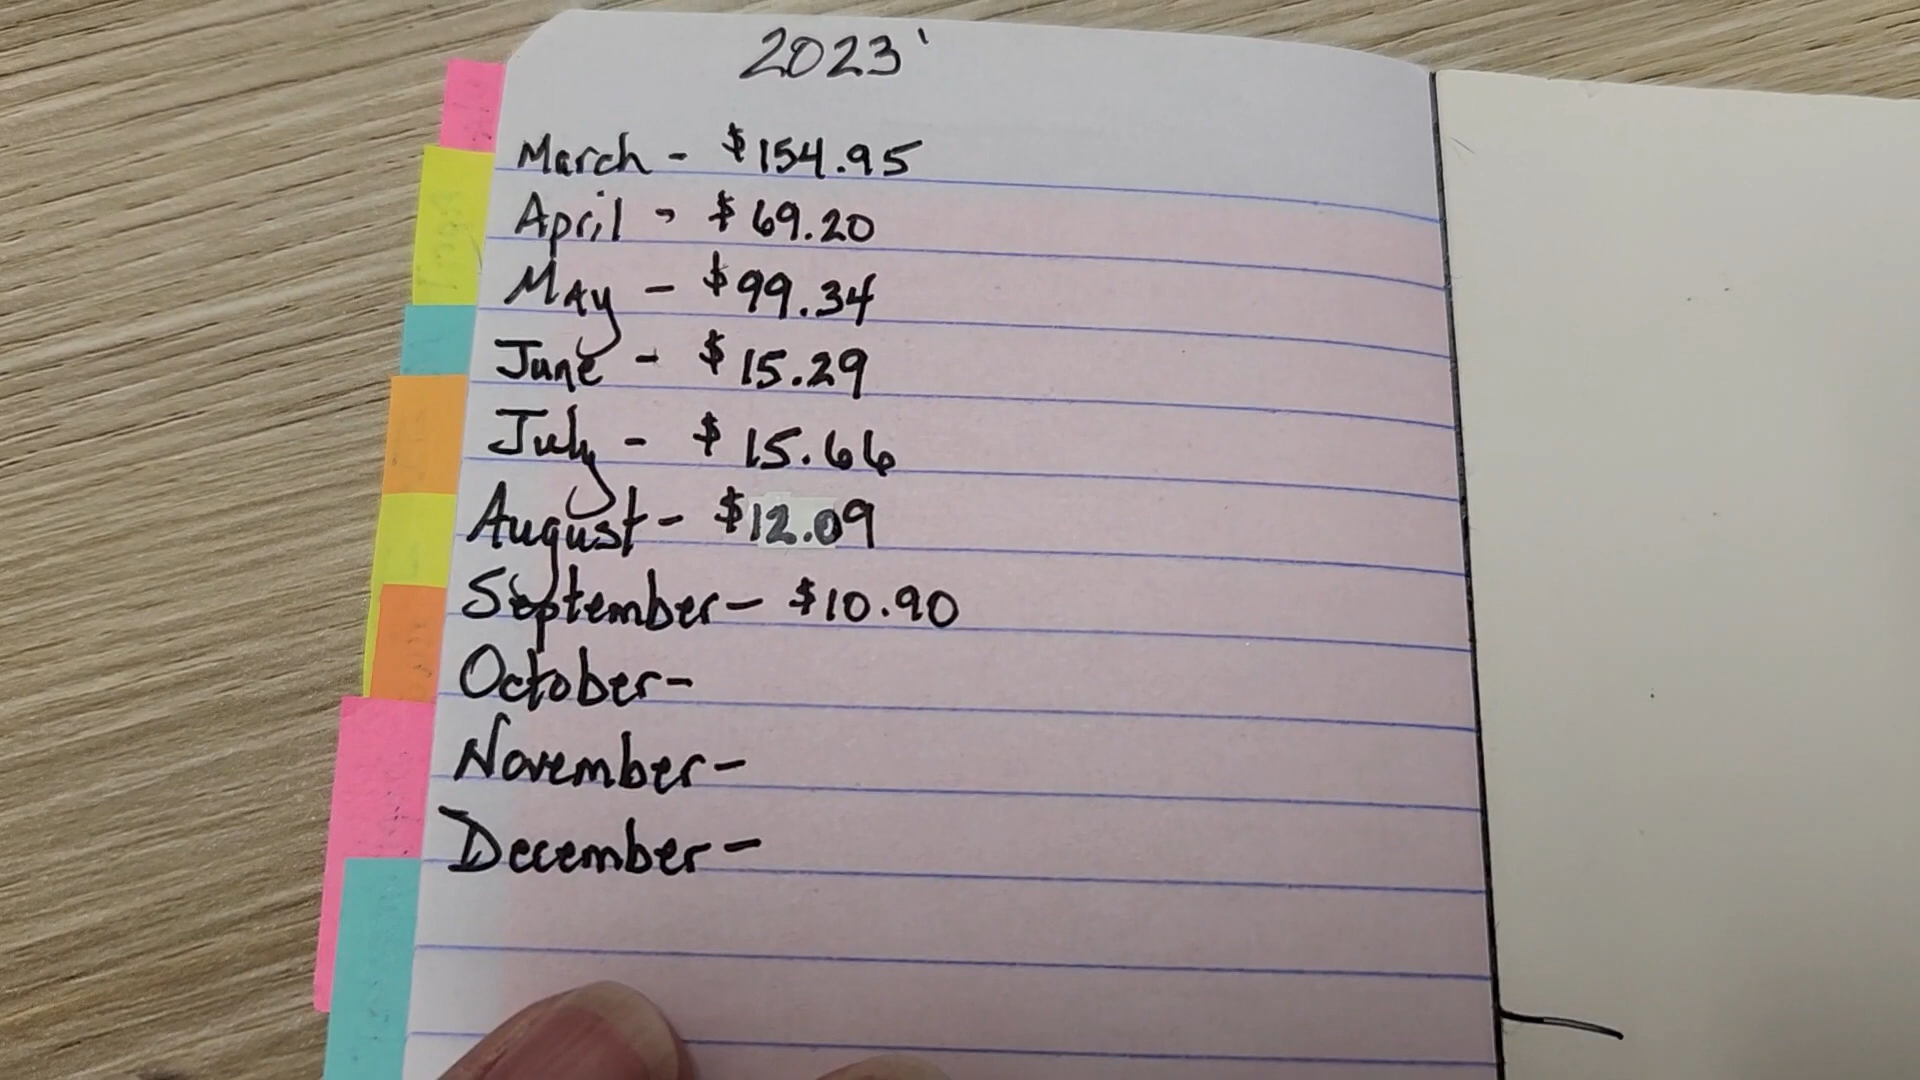 2023'
March - $154.95
April - $69.20
May - $99.34
June - $15.29
July - $15.66
August - $12.09
September - $10.90
October -
November -
December -